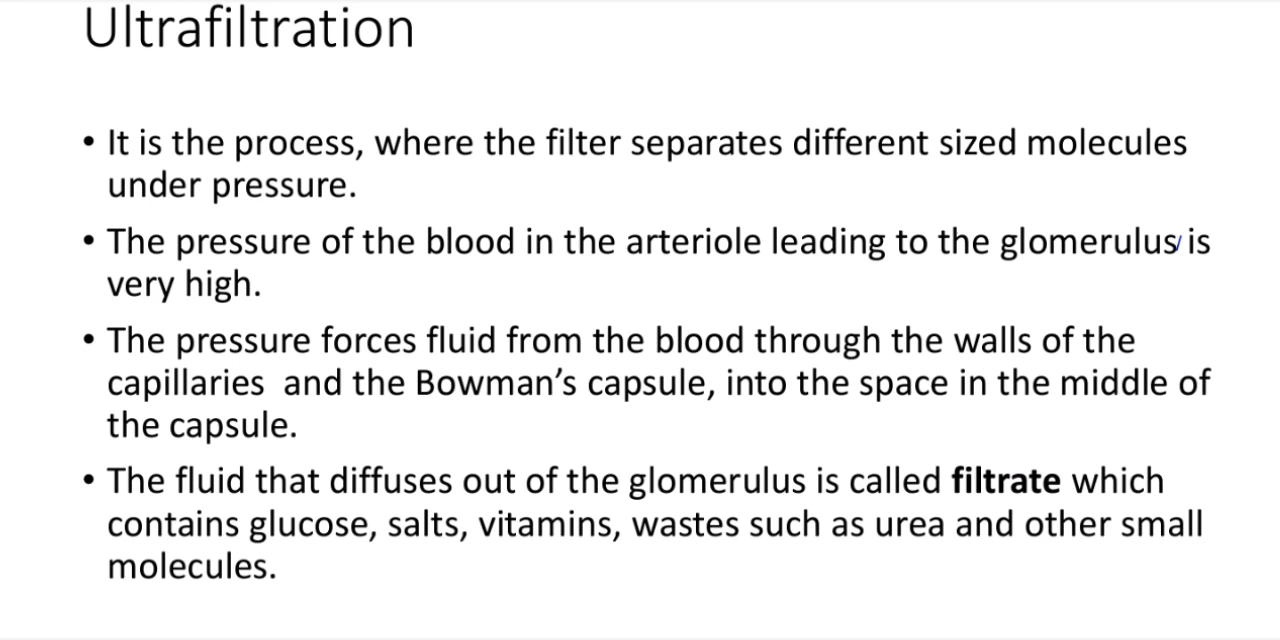 Ultrafiltration
• It is the process, where the filter separates different sized molecules
under pressure.
• The pressure of the blood in the arteriole leading to the glomerulus is
very high.
• The pressure forces fluid from the blood through the walls of the
capillaries  and the Bowman’s capsule, into the space in the middle of
the capsule.
• The fluid that diffuses out of the glomerulus is called filtrate which
contains glucose, salts, vitamins, wastes such as urea and other small
molecules.